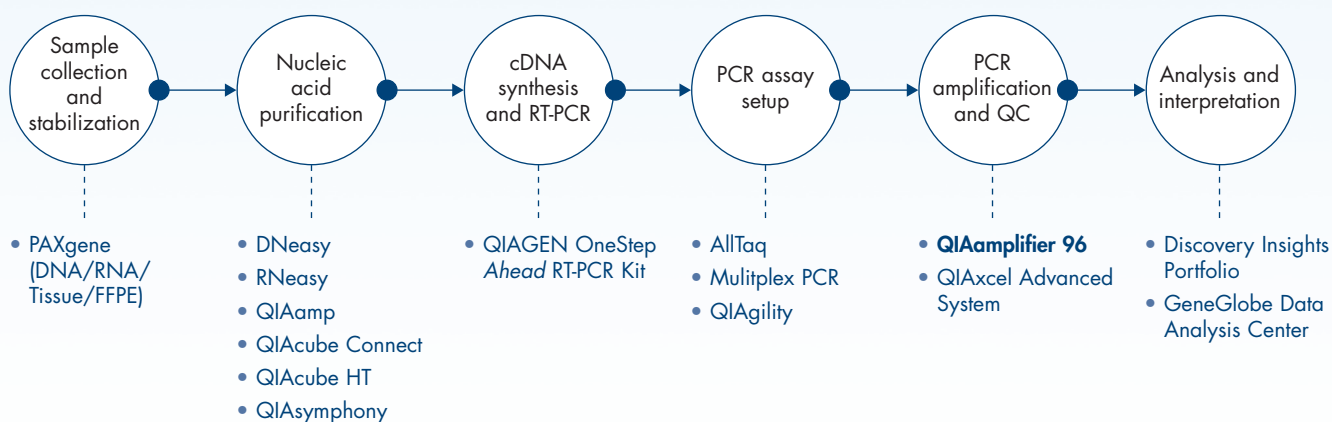 Sample
collection
and
stabilization
Nucleic
acid
purification
cDNA
synthesis
and RT-PCR
PCR assay
setup
PCR
amplification
and QC
Analysis and
interpretation
• PAXgene
(DNA/RNA/
Tissue/FFPE)
• DNeasy
• RNeasy
• QIAamp
• QIAcube Connect
• QIAcube HT
• QIAsymphony
• QIAGEN OneStep
Ahead RT-PCR Kit
• AllTaq
• Mulitplex PCR
• QIAgility
• QIAamplifier 96
• QIAxcel Advanced
System
• Discovery Insights
Portfolio
• GeneGlobe Data
Analysis Center